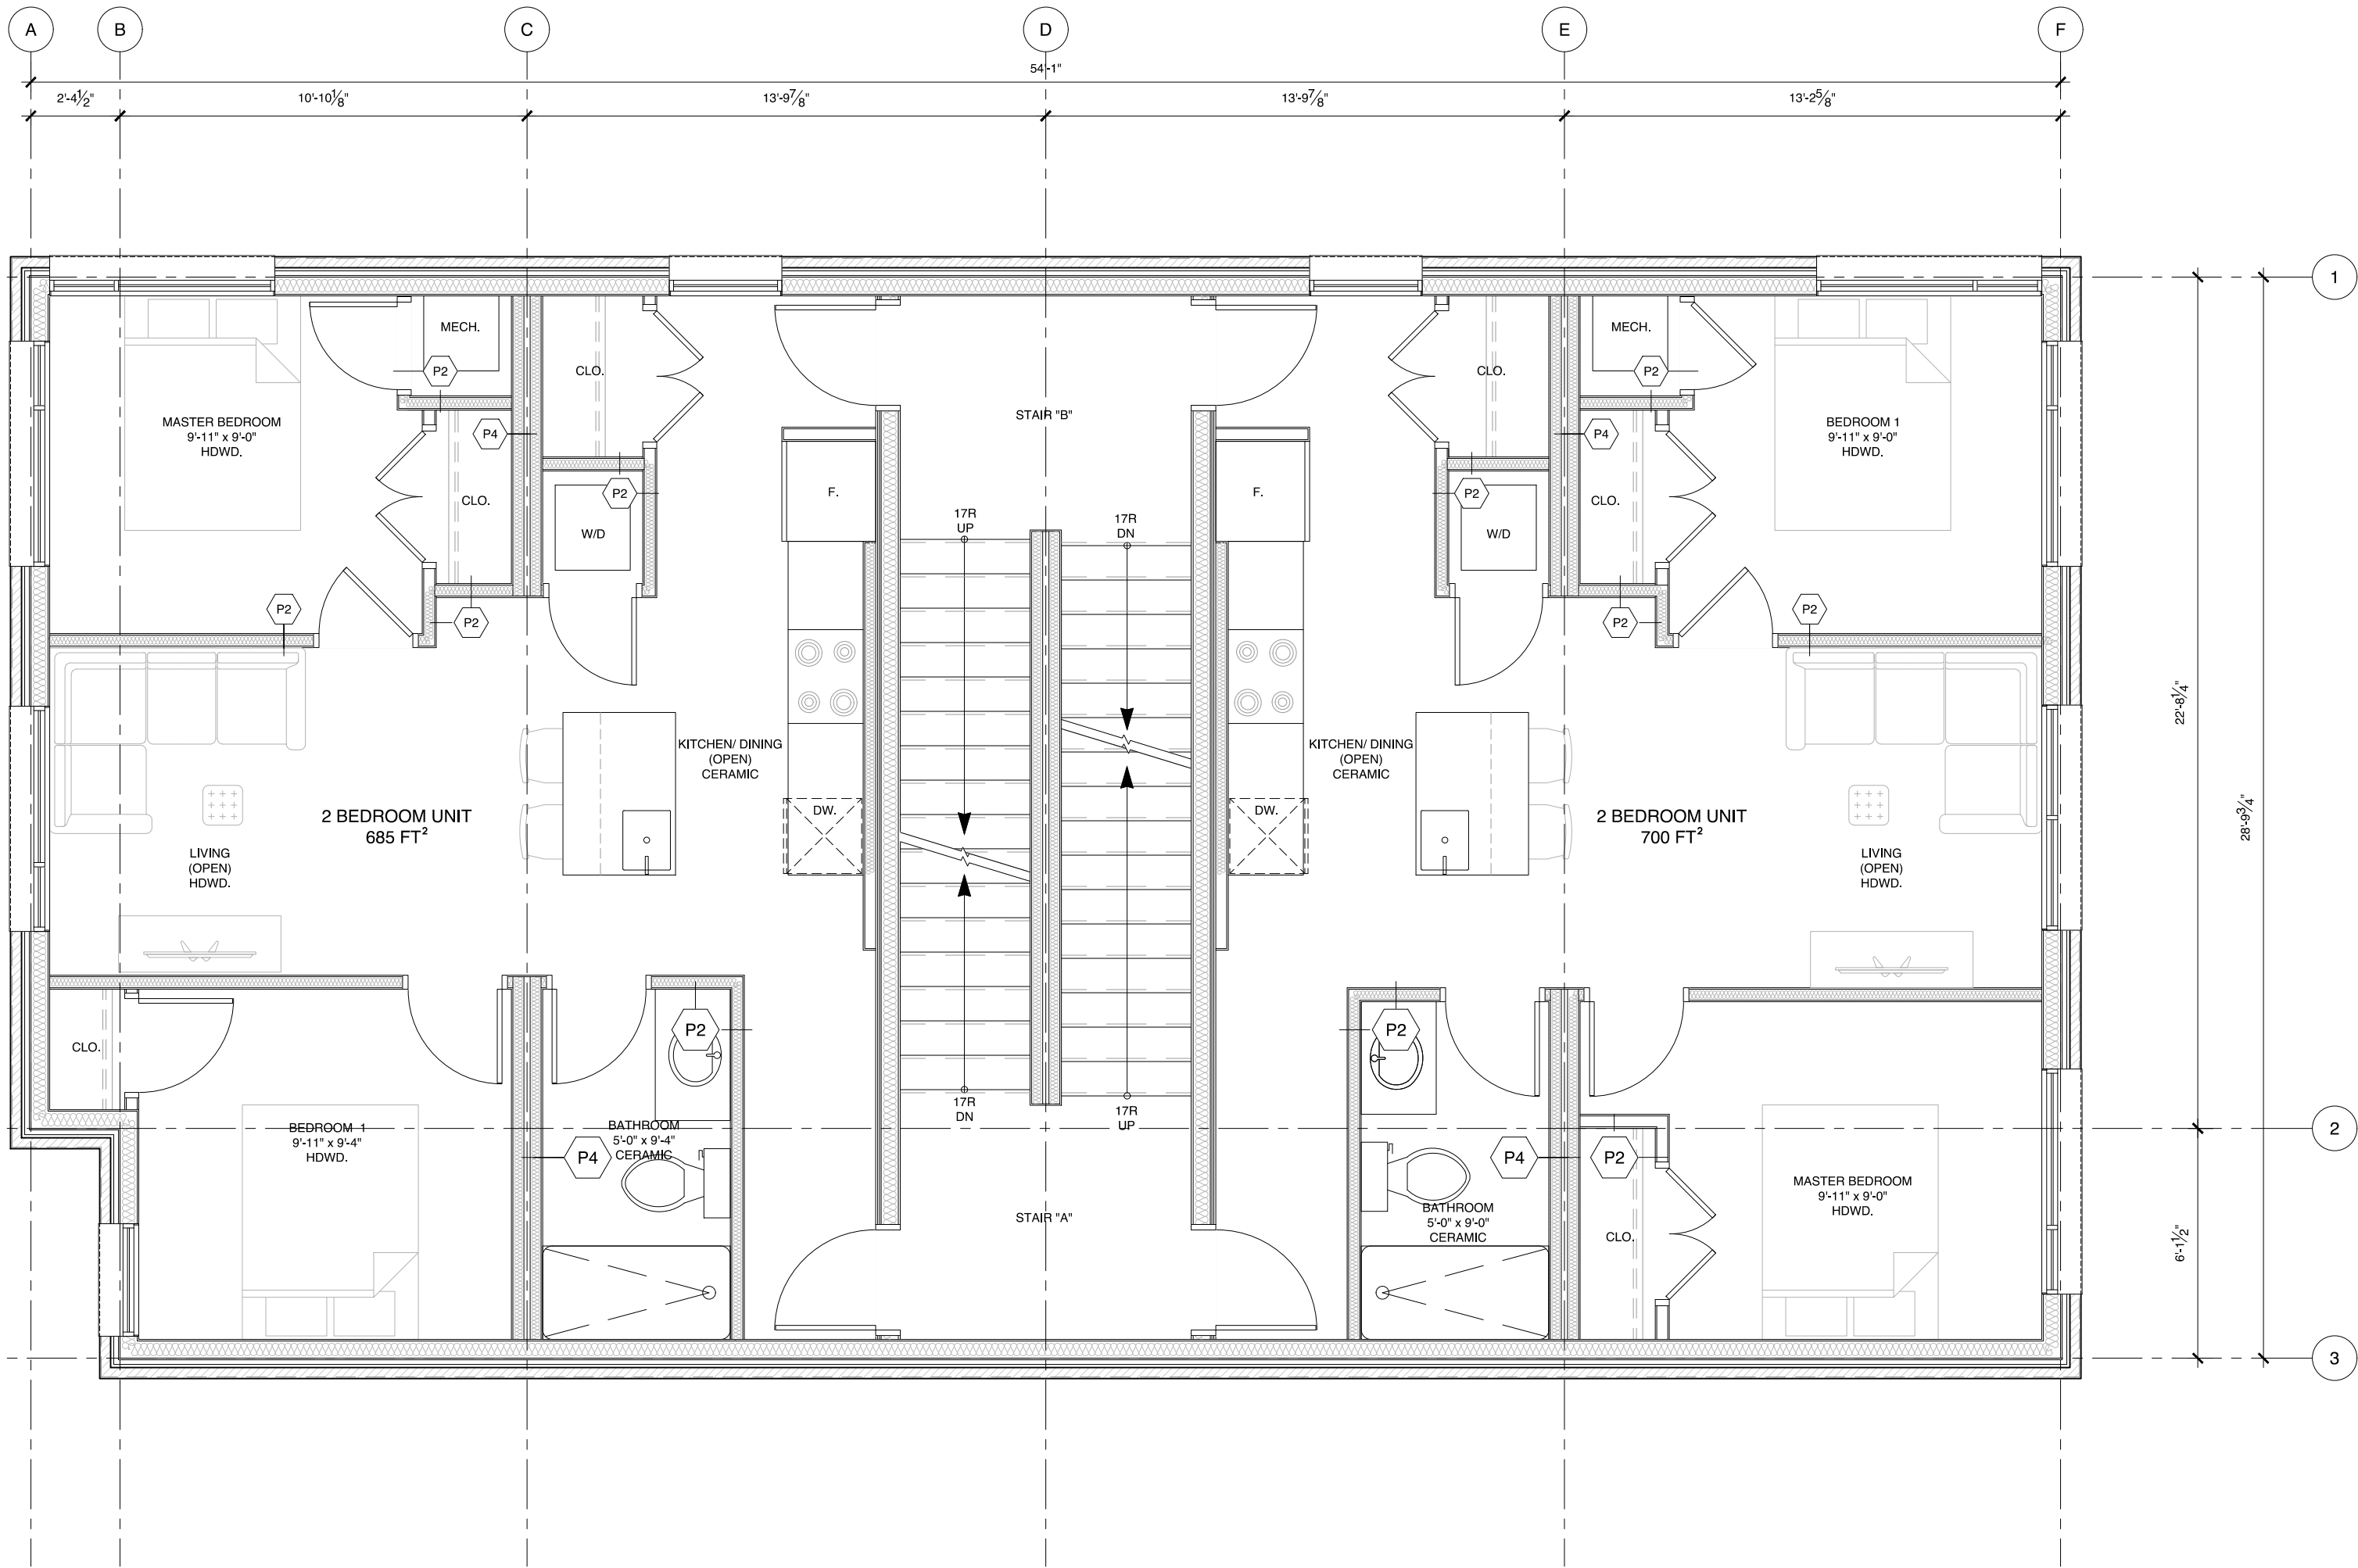 A
B
C
D
E
F
54'-1"
2'-4½"
10'-10⅛"
13'-9⅞"
13'-9⅞"
13'-2⅝"
1
MECH.
MECH.
P2
P2
CLO.
CLO.
STAIR "B"
MASTER BEDROOM
9'-11" x 9'-0"
HDWD.
BEDROOM 1
9'-11" x 9'-0"
HDWD.
P4
P4
CLO.
CLO.
P2
P2
F.
F.
W/D
W/D
17R
UP
17R
DN
P2
P2
P2
P2
22'-8¼"
28'-9¾"
KITCHEN/ DINING
(OPEN)
CERAMIC
KITCHEN/ DINING
(OPEN)
CERAMIC
DW.
DW.
2 BEDROOM UNIT
685 FT²
2 BEDROOM UNIT
700 FT²
LIVING
(OPEN)
HDWD.
LIVING
(OPEN)
HDWD.
P2
P2
CLO.
17R
DN
17R
UP
2
BEDROOM 1
9'-11" x 9'-4"
HDWD.
BATHROOM
5'-0" x 9'-4"
CERAMIC
P4
P4
P2
MASTER BEDROOM
9'-11" x 9'-0"
HDWD.
STAIR "A"
BATHROOM
5'-0" x 9'-0"
CERAMIC
CLO.
6'-1½"
3